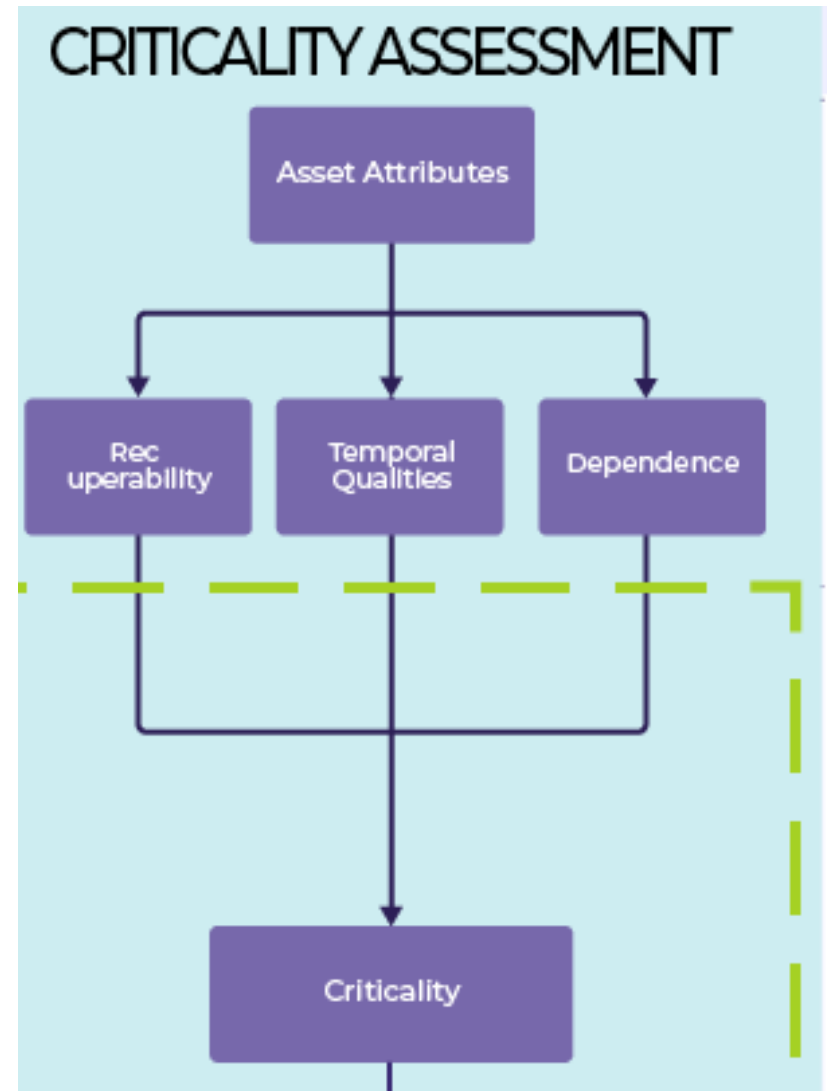 CRITICALITY ASSESSMENT
Asset Attributes
Rec
uperability
Temporal
Qualities
Dependence
Criticality